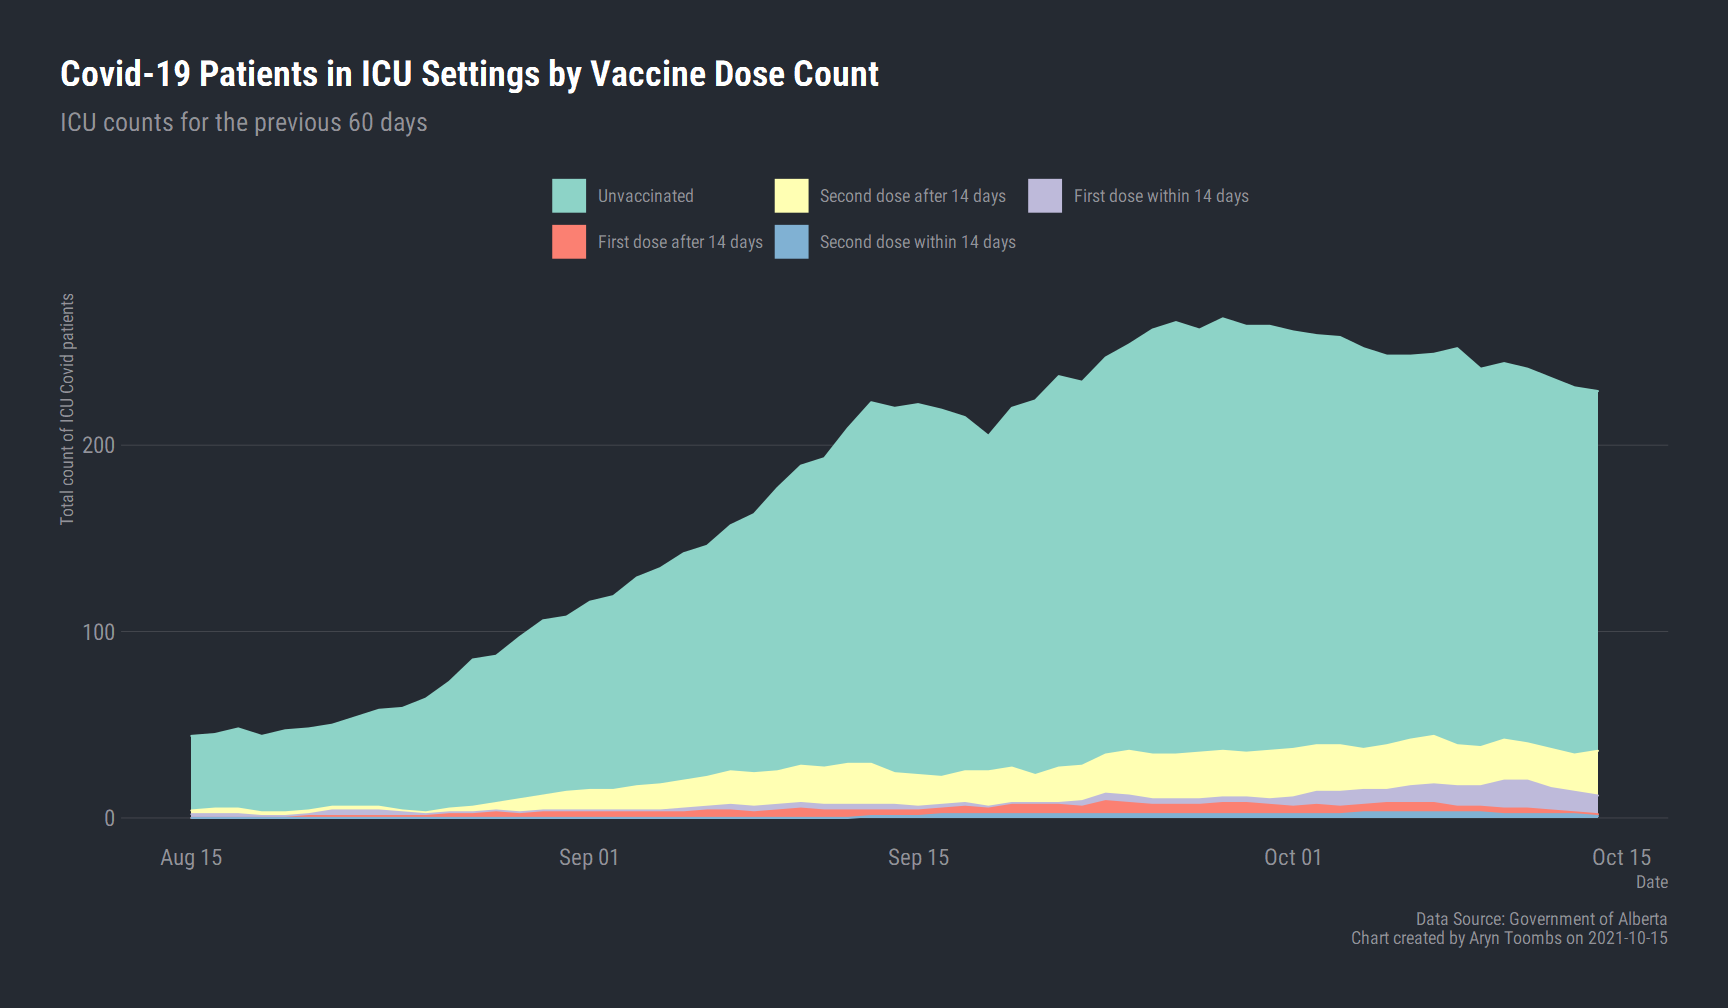 Covid-19 Patients in ICU Settings by Vaccine Dose Count
ICU counts for the previous 60 days
Unvaccinated
Second dose after 14 days
First dose within 14 days
First dose after 14 days
Second dose within 14 days
Total count of ICU Covid patients
200
100
0
Aug 15
Sep 01
Sep 15
Oct 01
Oct 15
Date
Data Source: Government of Alberta
Chart created by Aryn Toombs on 2021-10-15